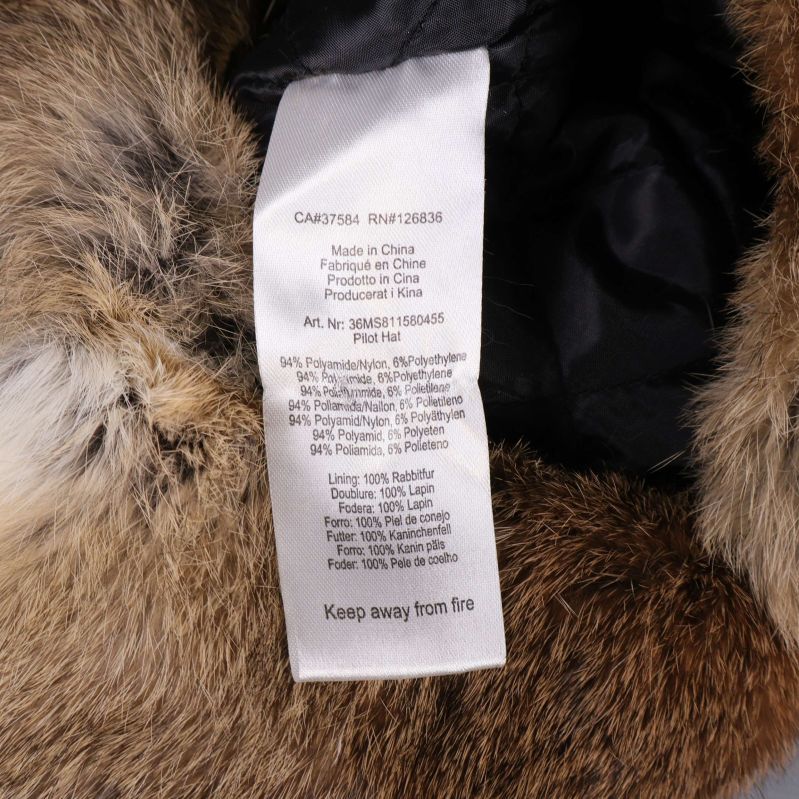 CA#37584 RN#126836
Made in China
Fabriqué en Chine
Prodotto in Cina
Producerat i Kina
Art. Nr: 36MS811580455
Pilot Hat
94% Polyamide/Nylon, 6%Polyethylene
94% Polyamide, 6% Polyéthylène
94% 6% Polietilene
94% Poliamida/Nailon, 6% Polietileno
94% Polyamid/Nylon, 6% Polyäthylen
94% Polyamid, 6% Polyeten
94% Poliamida, 6% Polieteno
Lining: 100% Rabbitfur
Doublure: 100% Lapin
Fodera: 100% Lapin
Forro: 100% Piel de conejo
Futter: 100% Kaninchenfell
Forro: 100% Kanin päls
Foder: 100% Pele de coelho
Keep away from fire